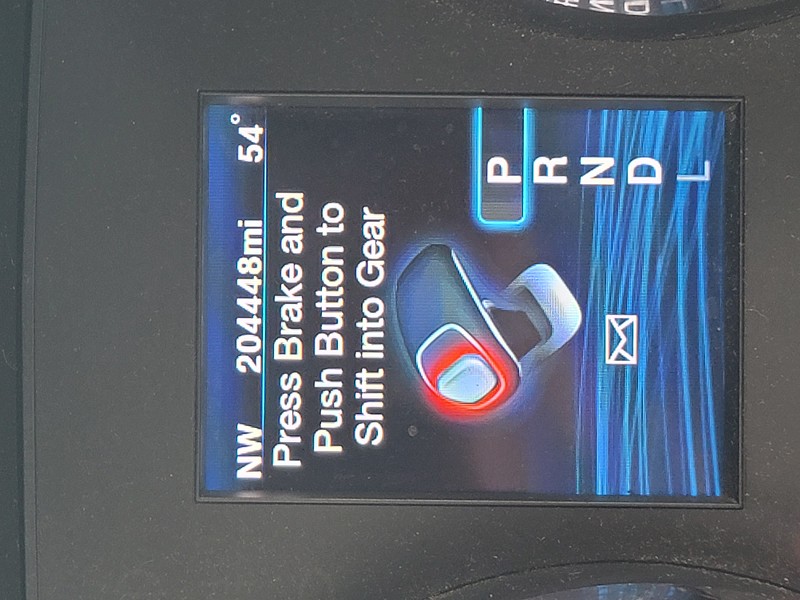 NW 204448mi 54°
Press Brake and
Push Button to
Shift into Gear
P
R
N
D
L